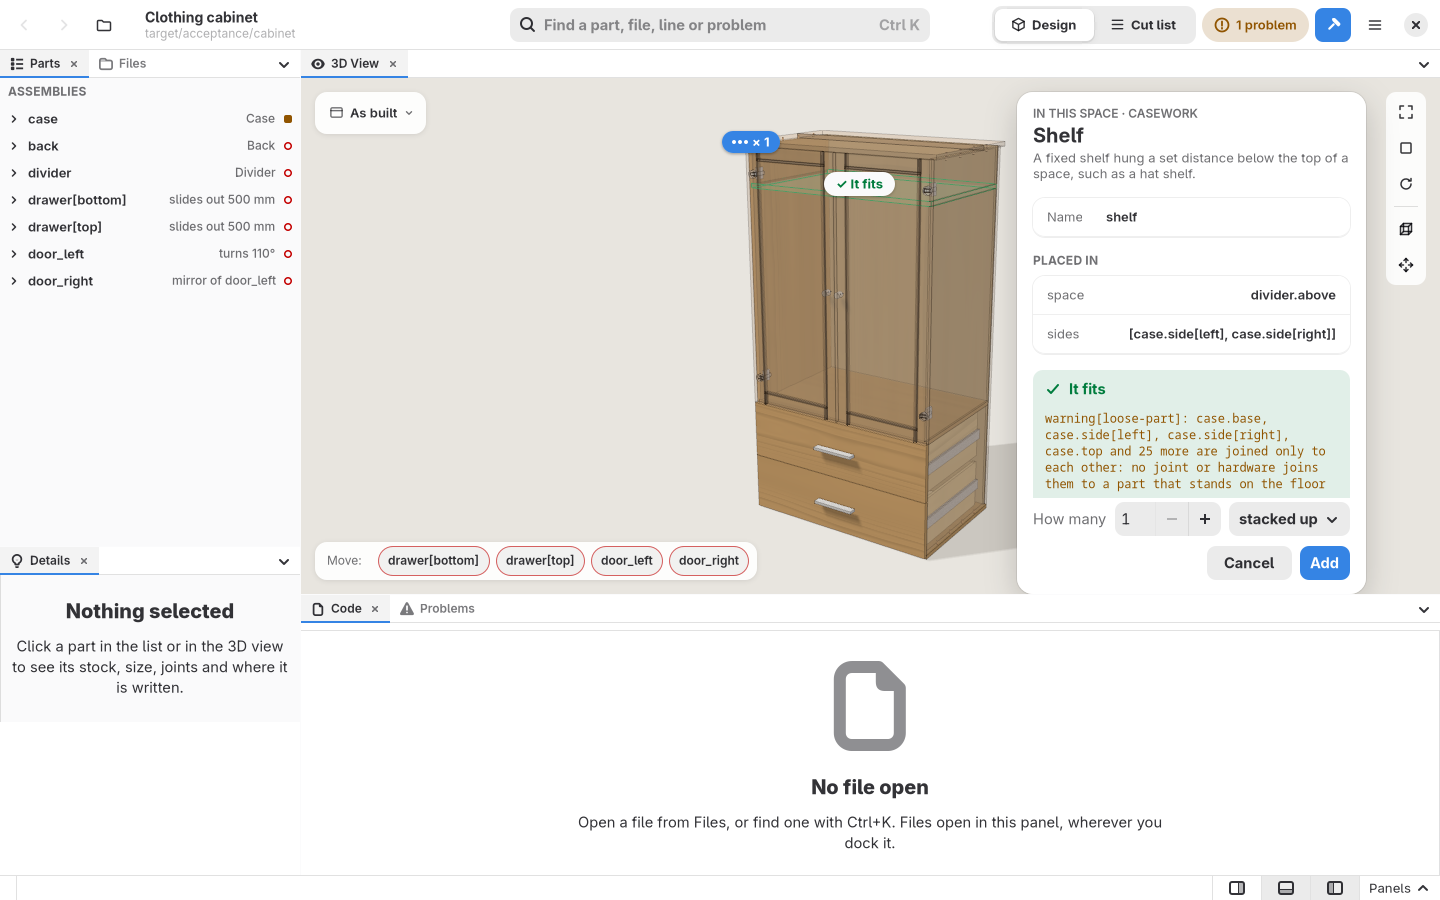 Clothing cabinet
target/acceptance/cabinet
Find a part, file, line or problem
Ctrl K
Design
Cut list
1 problem
Parts
Files
3D View
ASSEMBLIES
case
Case
back
Back
divider
Divider
drawer[bottom]
slides out 500 mm
drawer[top]
slides out 500 mm
door_left
turns 110°
door_right
mirror of door_left
As built
••• × 1
It fits
IN THIS SPACE · CASEWORK
Shelf
A fixed shelf hung a set distance below the top of a
space, such as a hat shelf.
Name
shelf
PLACED IN
space
divider.above
sides
[case.side[left], case.side[right]]
It fits
warning[loose-part]: case.base,
case.side[left], case.side[right],
case.top and 25 more are joined only to
each other: no joint or hardware joins
them to a part that stands on the floor
How many
1
stacked up
Cancel
Add
Move:
drawer[bottom]
drawer[top]
door_left
door_right
Details
Nothing selected
Click a part in the list or in the 3D view
to see its stock, size, joints and where it
is written.
Code
Problems
No file open
Open a file from Files, or find one with Ctrl+K. Files open in this panel, wherever you
dock it.
Panels